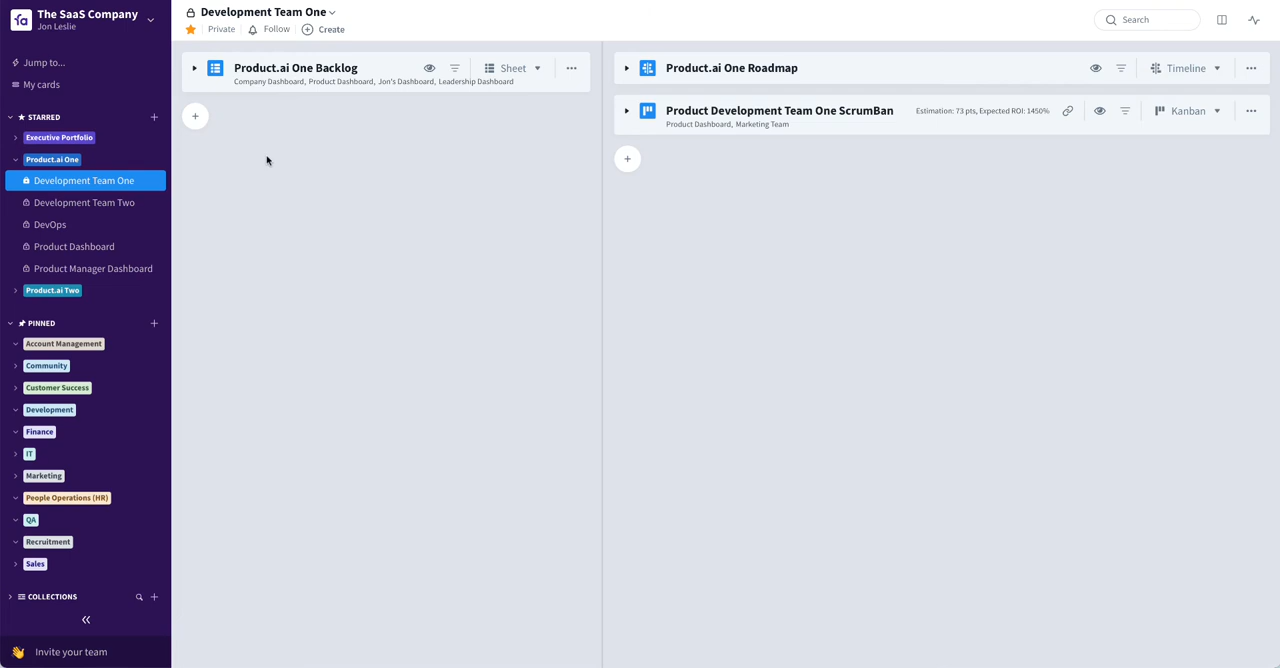 The SaaS Company
Jon Leslie
Jump to...
My cards
STARRED
Executive Portfolio
Product.ai One
Development Team One
Development Team Two
DevOps
Product Dashboard
Product Manager Dashboard
Product.ai Two
PINNED
Account Management
Community
Customer Success
Development
Finance
IT
Marketing
People Operations (HR)
QA
Recruitment
Sales
COLLECTIONS
Invite your team
Development Team One
Private Follow Create
Search
Product.ai One Backlog
Sheet
Company Dashboard, Product Dashboard, Jon's Dashboard, Leadership Dashboard
Product.ai One Roadmap
Timeline
Product Development Team One ScrumBan
Estimation: 73 pts, Expected ROI: 1450%
Kanban
Product Dashboard, Marketing Team